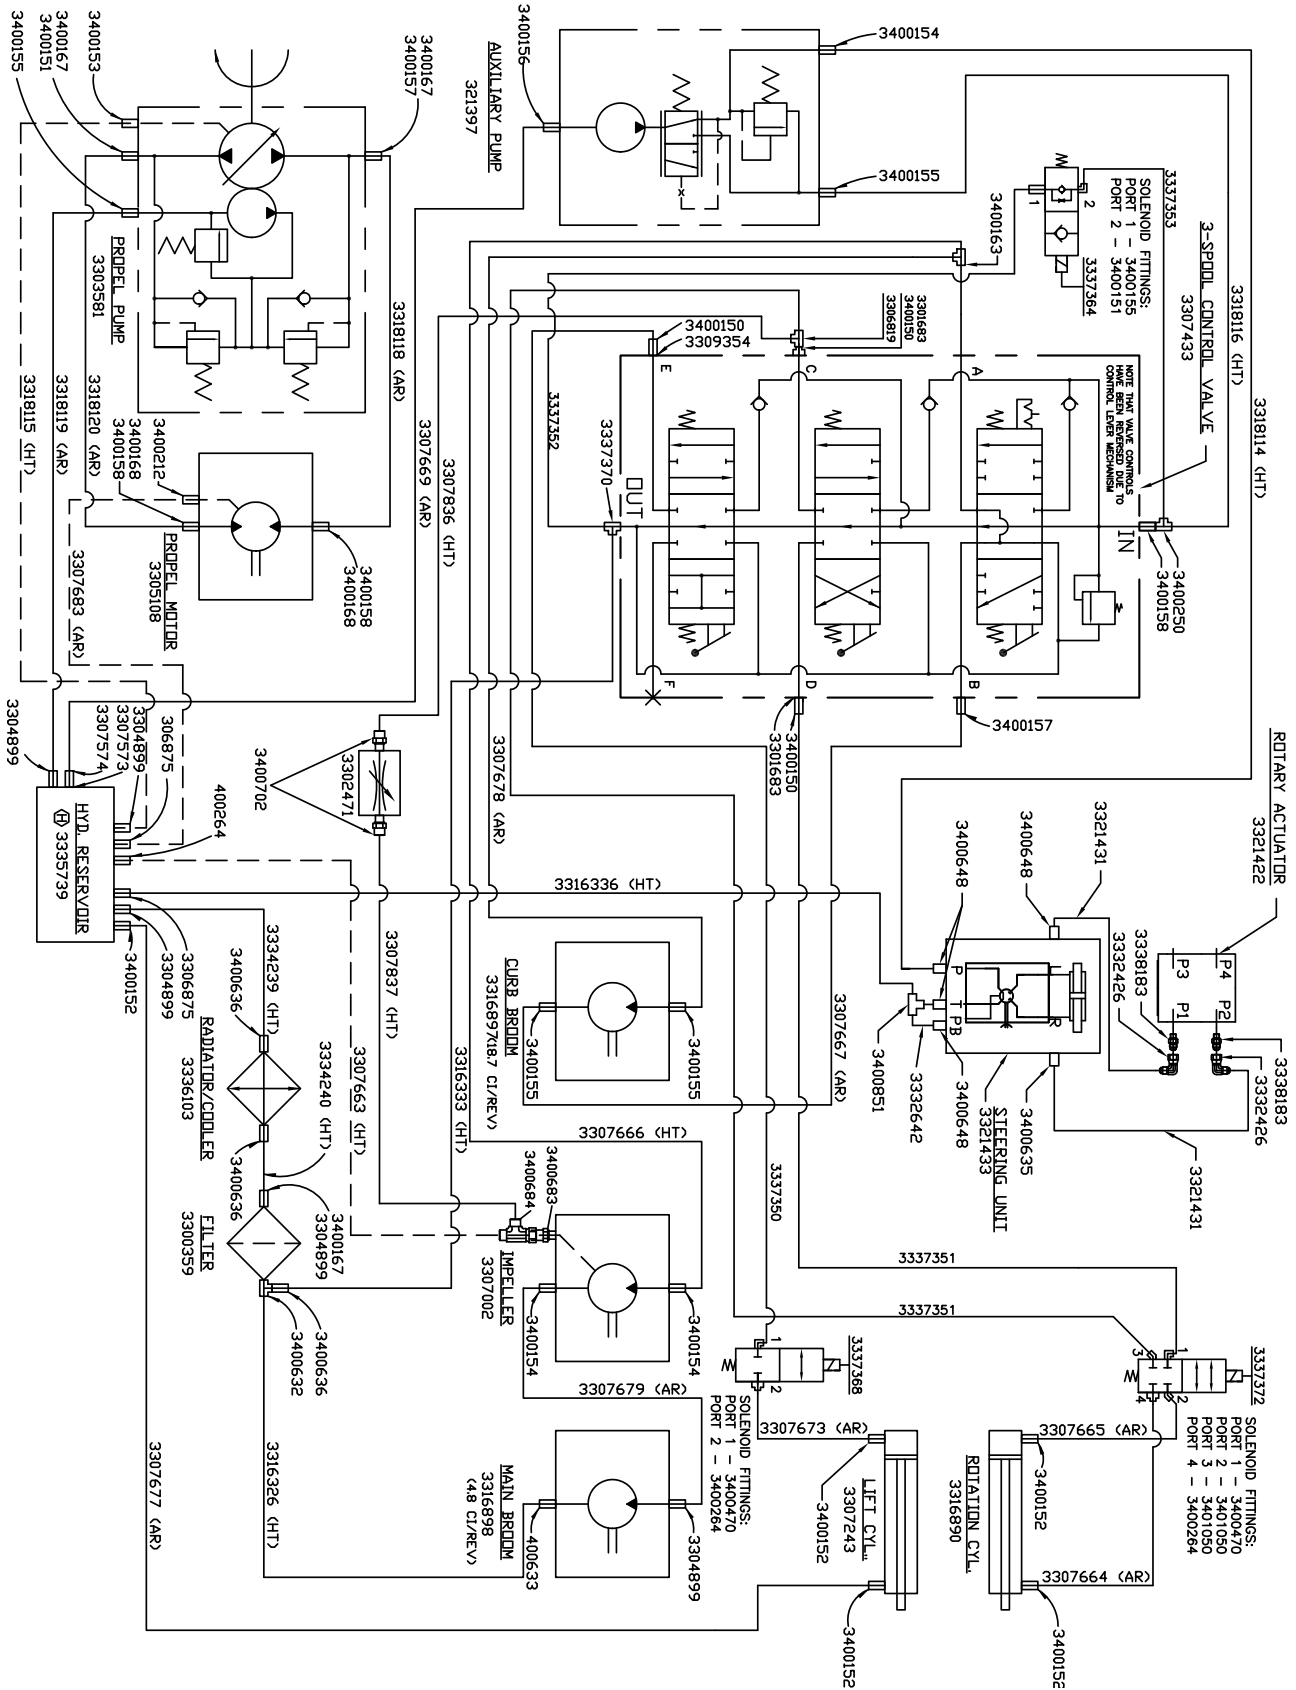 3400154
3400156
AUXILIARY PUMP
321397
3400155
3400167
3400157
3400153
3400167
3400151
3400155
PROPEL PUMP
3303581
3318118 (AR)
3318115 (HT)
3318119 (AR)
3318120 (AR)
3400158
3400168
3400212
PROPEL MOTOR
3305108
3400158
3400168
3307683 (AR)
3307669 (AR)
3307836 (HT)
3337352
3337370
OUT
3400163
1
2
SOLENOID FITTINGS:
PORT 1 - 3400155
PORT 2 - 3400151
3337364
3337353
3-SPOOL CONTROL VALVE
3307433
3318116 (HT)
3318114 (HT)
3301683
3400150
3306819
3400150
3309354
NOTE THAT VALVE CONTROLS
HAVE BEEN REVERSED DUE TO
CONTROL LEVER MECHANISM
E
C
A
IN
3400250
3400158
F
D
B
3400150
3301683
3400157
ROTARY ACTUATOR
3321422
3321431
3400648
3400648
3338183
3332426
P3
P4
P1
P2
3338183
3332426
P
T
PB
L
R
3400851
3332642
3400648
STEERING UNIT
3321433
3400635
3321431
3304899
3307574
3307573
3304899
306875
400264
HYD. RESERVOIR
H 3335739
3400702
3302471
3307678 (AR)
3316336 (HT)
3306875
3304899
3400152
3334239 (HT)
3400636
RADIATOR/COOLER
3336103
3334240 (HT)
3400636
3307663 (HT)
3307837 (HT)
3316333 (HT)
CURB BROOM
3316897(18.7 CI/REV)
3400155
3400155
3307667 (AR)
3307666 (HT)
3337350
3400683
3400684
IMPELLER
3307002
3400154
3400154
FILTER
3300359
3400167
3304899
3400636
3400632
3307679 (AR)
3337351
3337351
1
2
3337368
SOLENOID FITTINGS:
PORT 1 - 3400470
PORT 2 - 3400264
1
3
2
4
3337372
SOLENOID FITTINGS:
PORT 1 - 3400470
PORT 2 - 3401050
PORT 3 - 3401050
PORT 4 - 3400264
3307673 (AR)
3307665 (AR)
3307664 (AR)
LIFT CYL.
3307243
3400152
3400152
ROTATION CYL.
3316890
3400152
3400152
MAIN BROOM
3316898
(4.8 CI/REV)
400633
3304899
3316326 (HT)
3307677 (AR)